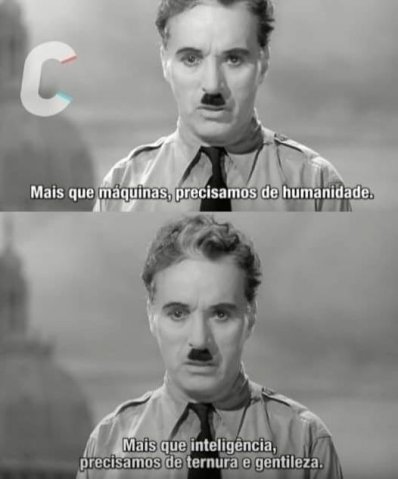 C
Mais que máquinas, precisamos de humanidade.
Mais que inteligência,
precisamos de ternura e gentileza.